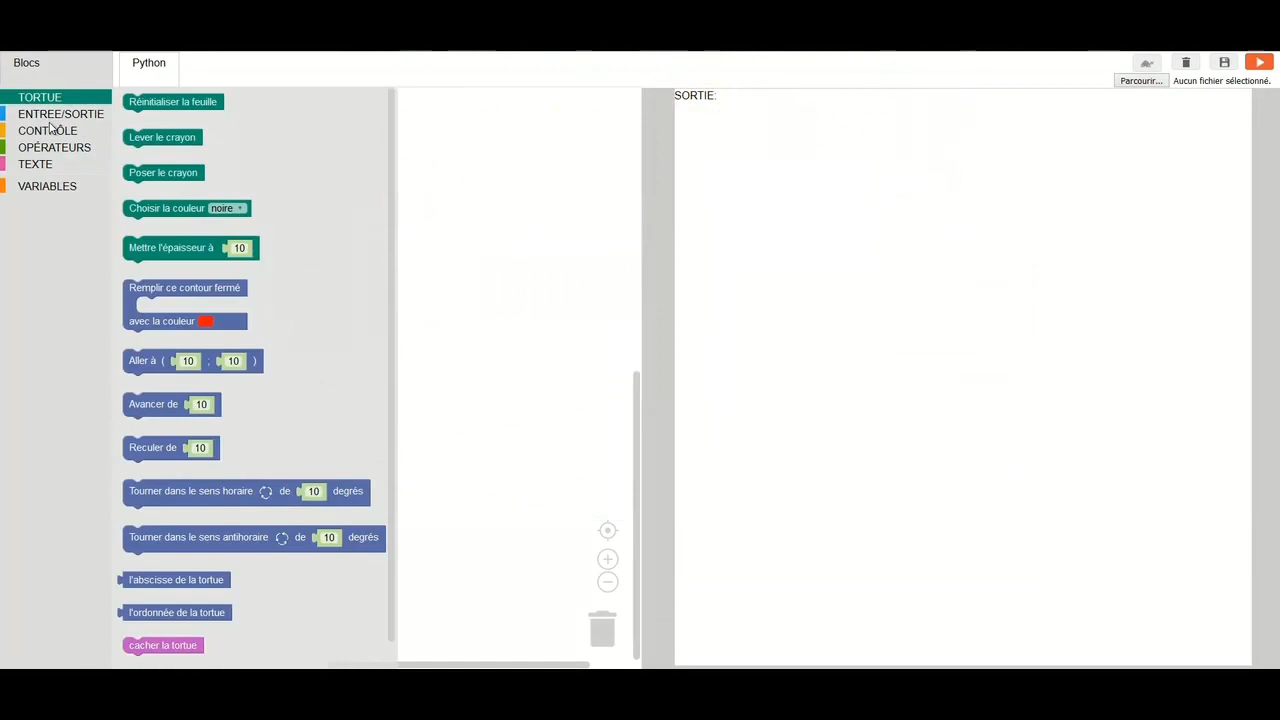 Blocs
Python
Parcourir... Aucun fichier sélectionné.
TORTUE
ENTREE/SORTIE
CONTRÔLE
OPÉRATEURS
TEXTE
VARIABLES
Réinitialiser la feuille
Lever le crayon
Poser le crayon
Choisir la couleur noire
Mettre l'épaisseur à 10
Remplir ce contour fermé
avec la couleur
Aller à ( 10 ; 10 )
Avancer de 10
Reculer de 10
Tourner dans le sens horaire de 10 degrés
Tourner dans le sens antihoraire de 10 degrés
l'abscisse de la tortue
l'ordonnée de la tortue
cacher la tortue
SORTIE: